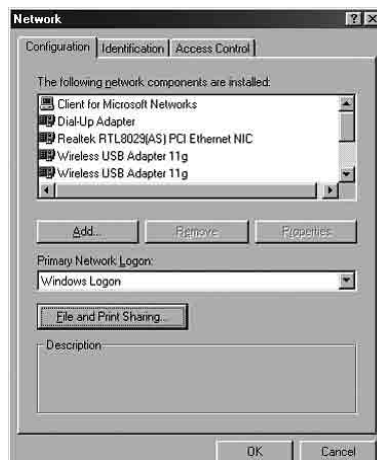 Network
Configuration Identification Access Control
The following network components are installed:
Client for Microsoft Networks
Dial-Up Adapter
Realtek RTL8029(AS) PCI Ethernet NIC
Wireless USB Adapter 11g
Wireless USB Adapter 11g
Add... Remove Properties
Primary Network Logon:
Windows Logon
File and Print Sharing...
Description
OK Cancel